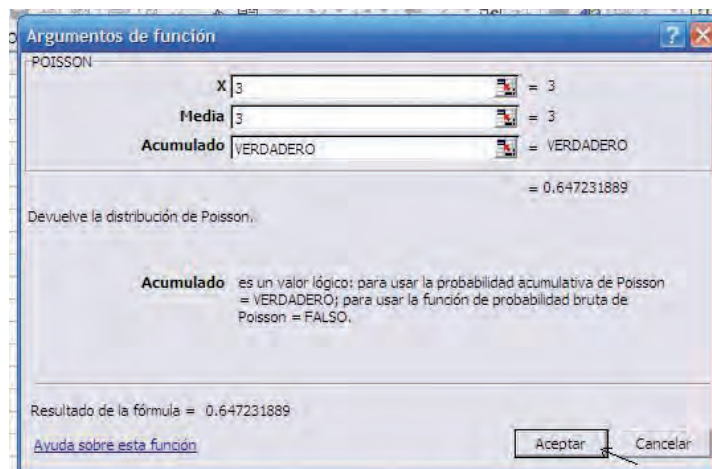 Argumentos de función
POISSON
X 3 = 3
Media 3 = 3
Acumulado VERDADERO = VERDADERO
= 0.647231889
Devuelve la distribución de Poisson.
Acumulado es un valor lógico: para usar la probabilidad acumulativa de Poisson
= VERDADERO; para usar la función de probabilidad bruta de
Poisson = FALSO.
Resultado de la fórmula = 0.647231889
Ayuda sobre esta función Aceptar Cancelar